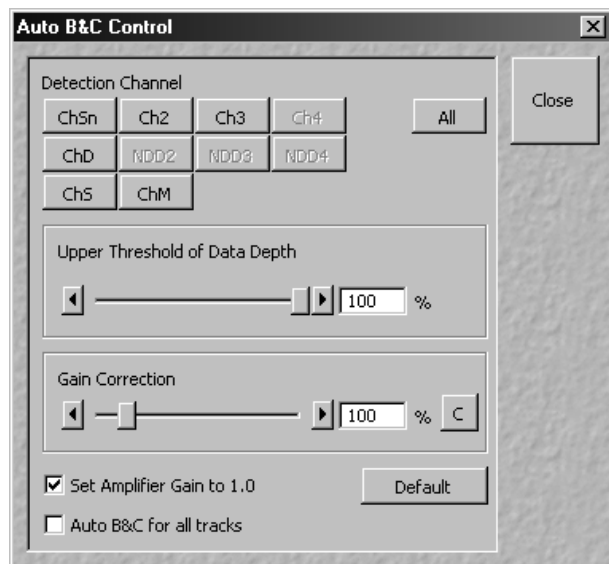 Auto B&C Control
Detection Channel
ChSn Ch2 Ch3 Ch4 All
ChD NDD2 NDD3 NDD4
ChS ChM
Close
Upper Threshold of Data Depth
100 %
Gain Correction
100 % C
Set Amplifier Gain to 1.0
Default
Auto B&C for all tracks